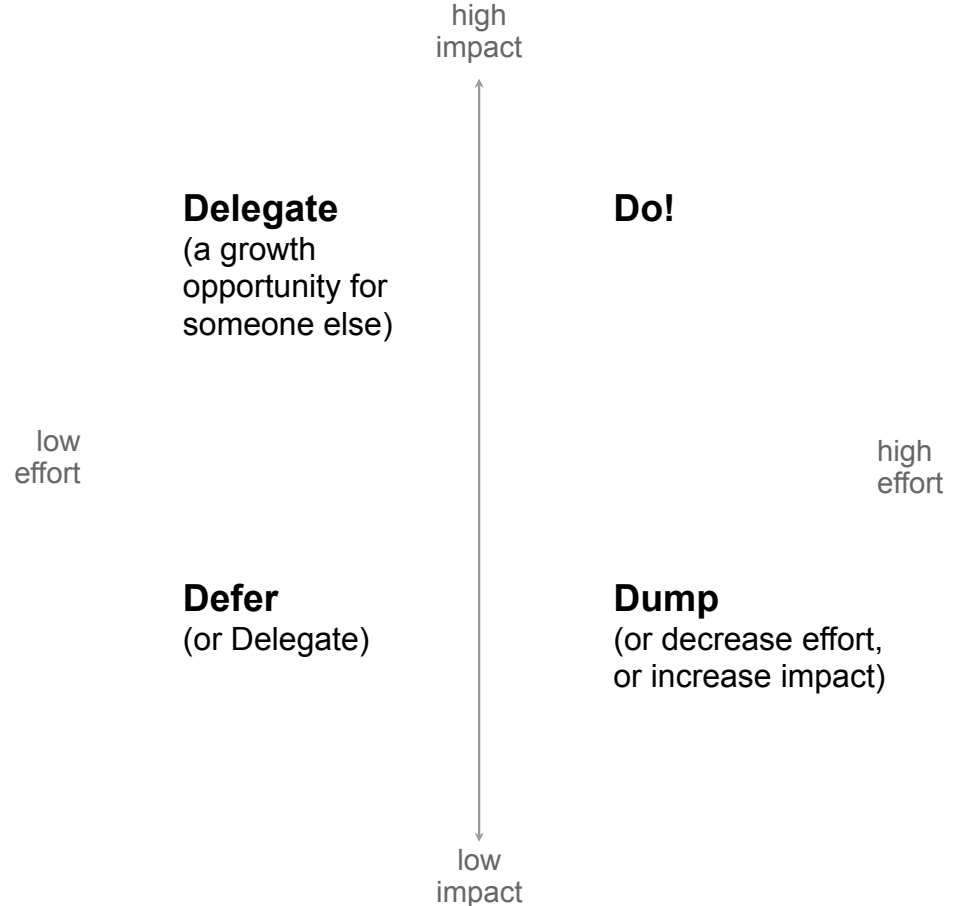 high
impact
Delegate
(a growth
opportunity for
someone else)
Do!
low
effort
high
effort
Defer
(or Delegate)
Dump
(or decrease effort,
or increase impact)
low
impact